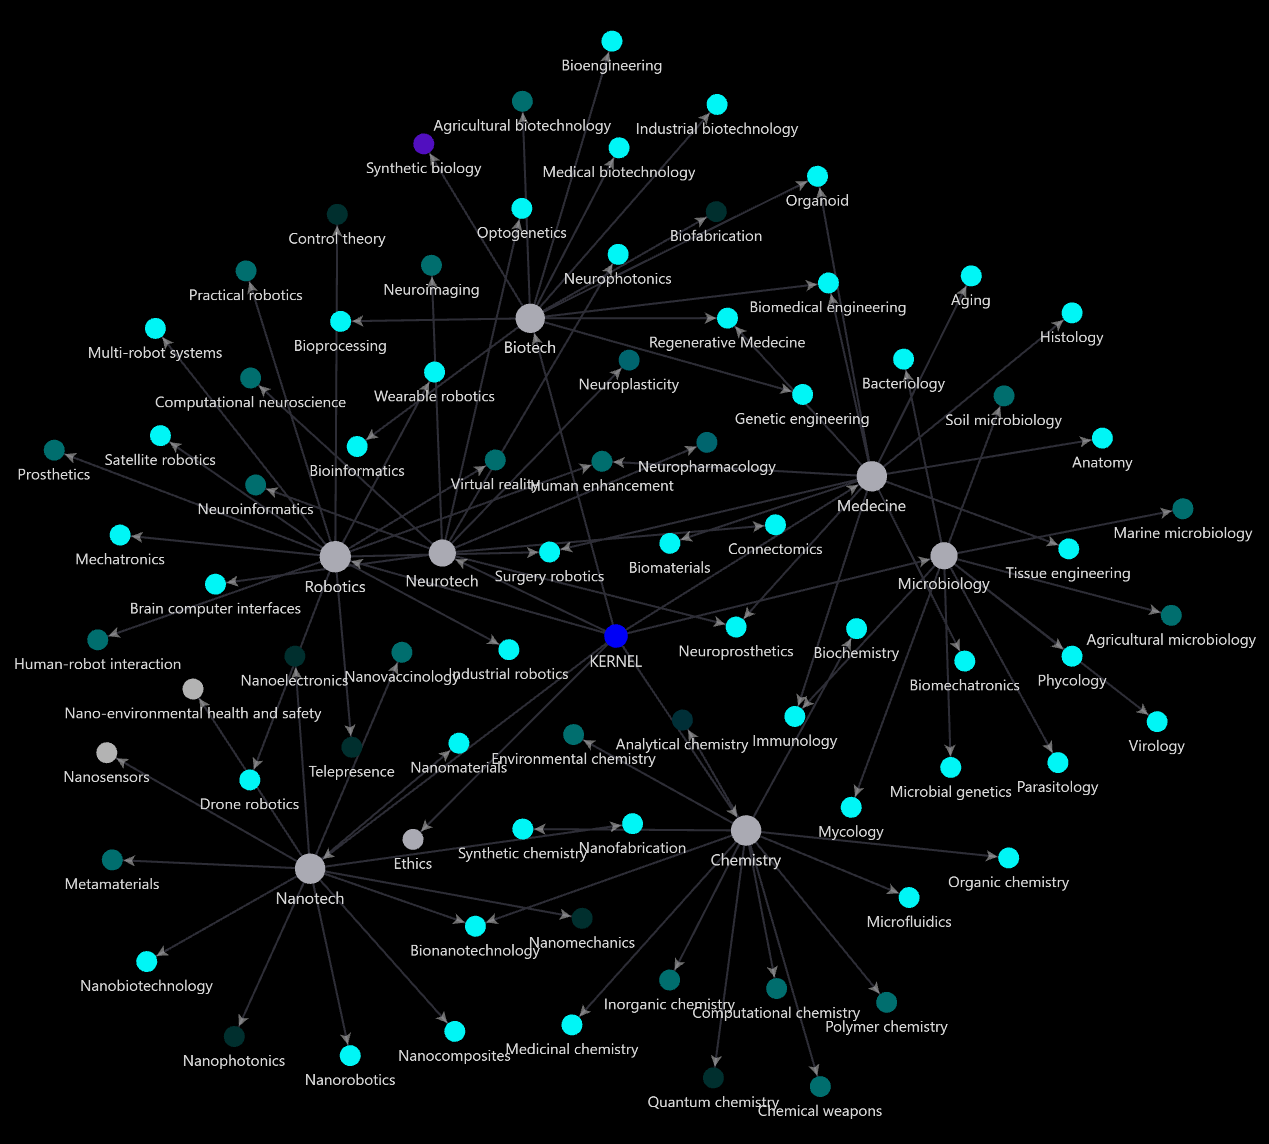 Bioengineering
Agricultural biotechnology
Industrial biotechnology
Synthetic biology
Medical biotechnology
Organoid
Optogenetics
Biofabrication
Control theory
Neuroimaging
Neurophotonics
Practical robotics
Biomedical engineering
Aging
Multi-robot systems
Bioprocessing
Biotech
Regenerative Medecine
Histology
Computational neuroscience
Wearable robotics
Neuroplasticity
Genetic engineering
Bacteriology
Soil microbiology
Prosthetics
Satellite robotics
Bioinformatics
Neuropharmacology
Anatomy
Neuroinformatics
Virtual reality
Human enhancement
Medecine
Marine microbiology
Mechatronics
Robotics
Neurotech
Surgery robotics
Biomaterials
Connectomics
Microbiology
Tissue engineering
Brain computer interfaces
Human-robot interaction
Nanoelectronics
Nanovaccinology
Industrial robotics
KERNEL
Neuroprosthetics
Biochemistry
Biomechatronics
Phycology
Agricultural microbiology
Nano-environmental health and safety
Nanosensors
Telepresence
Nanomaterials
Environmental chemistry
Analytical chemistry
Immunology
Virology
Drone robotics
Microbial genetics
Parasitology
Mycology
Ethics
Synthetic chemistry
Nanofabrication
Chemistry
Metamaterials
Nanotech
Organic chemistry
Bionanotechnology
Nanomechanics
Microfluidics
Nanobiotechnology
Inorganic chemistry
Computational chemistry
Polymer chemistry
Nanophotonics
Nanorobotics
Nanocomposites
Medicinal chemistry
Quantum chemistry
Chemical weapons